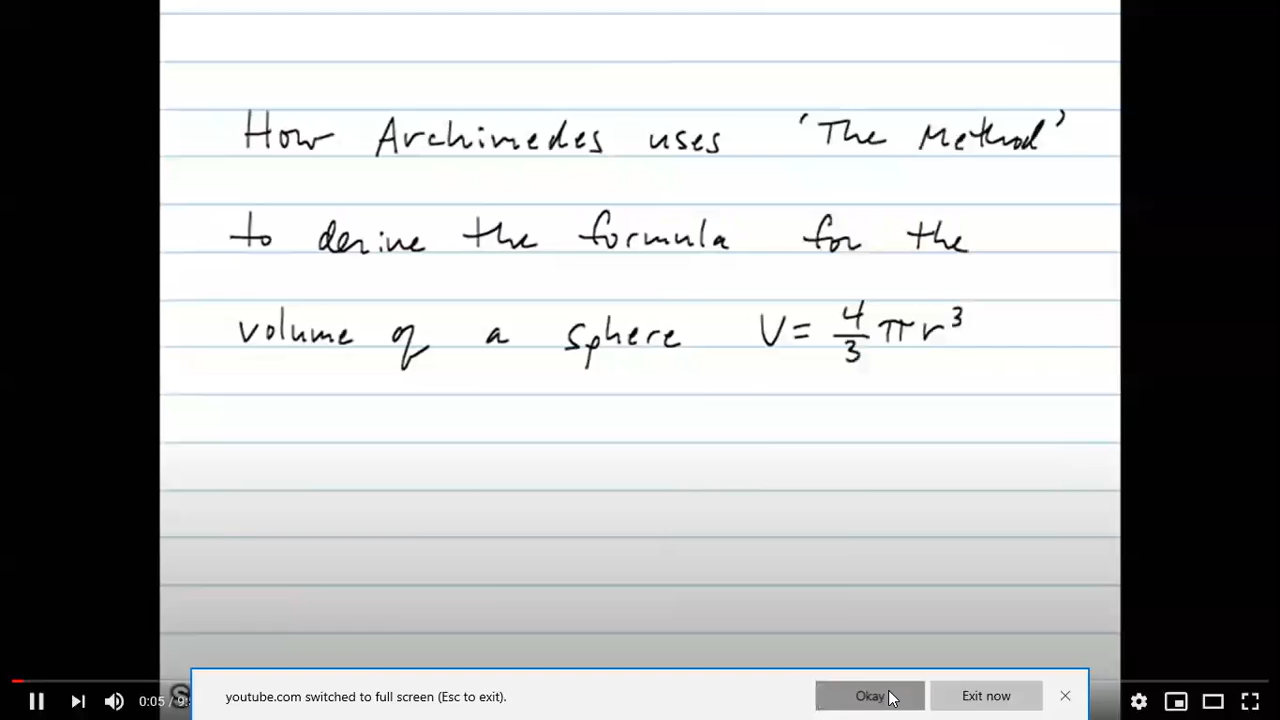 How Archimedes uses 'The Method'
to derive the formula for the
volume of a sphere V = 4/3 πr³
youtube.com switched to full screen (Esc to exit).
Okay
Exit now
0:05 / 9: